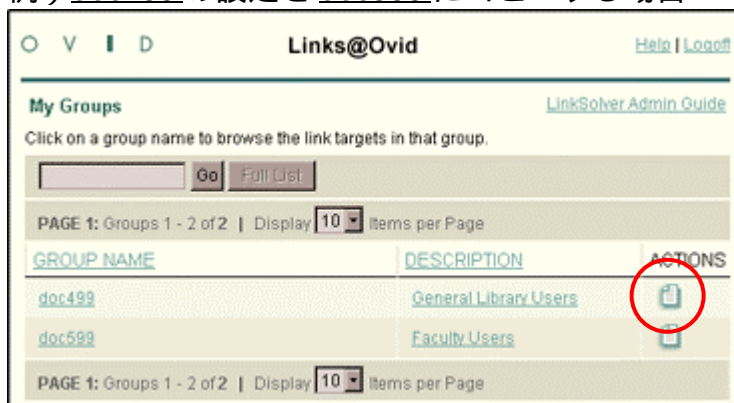 O V I D Links@Ovid Help | Logoff
My Groups LinkSolver Admin Guide
Click on a group name to browse the link targets in that group.
Go Full List
PAGE 1: Groups 1 - 2 of 2 | Display 10 Items per Page
GROUP NAME DESCRIPTION ACTIONS
doc499 General Library Users
doc599 Faculty Users
PAGE 1: Groups 1 - 2 of 2 | Display 10 Items per Page